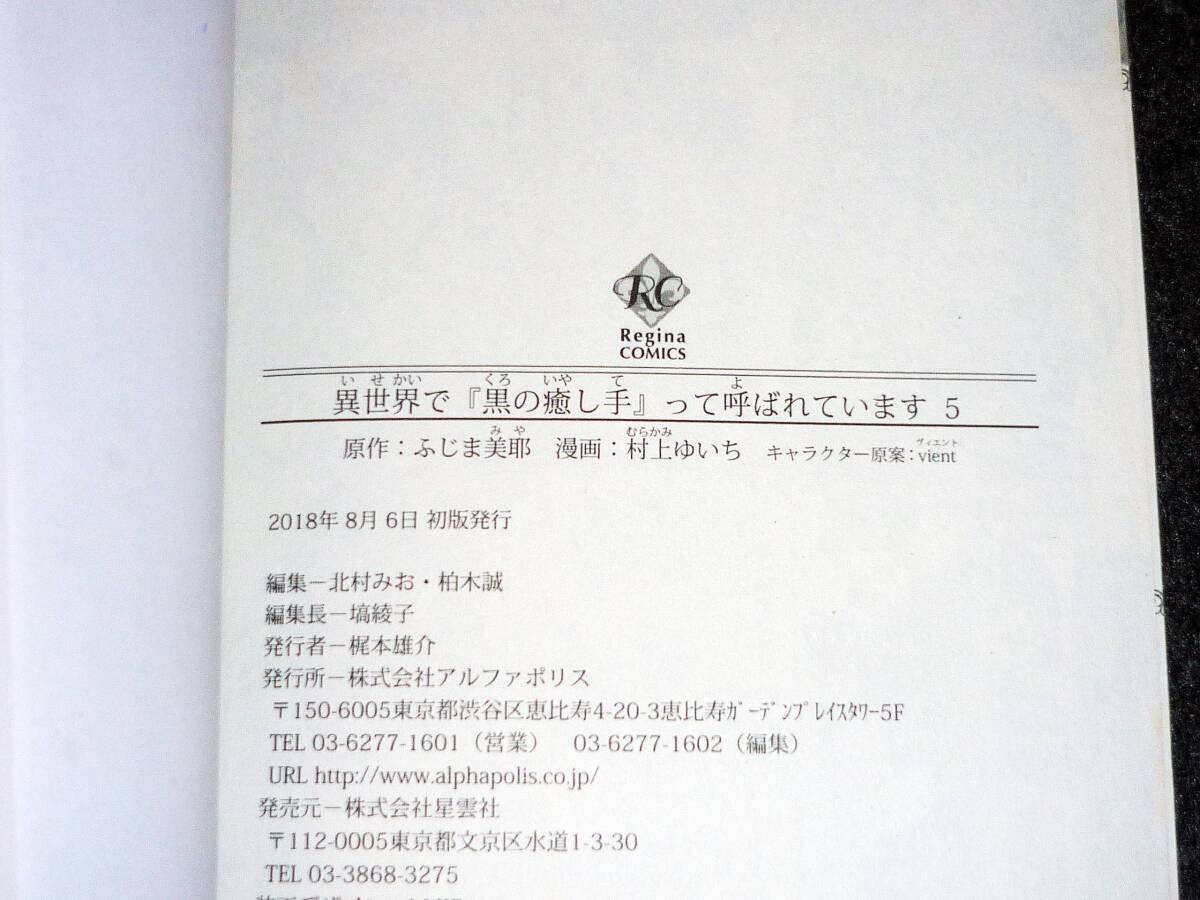 RC
Regina
COMICS
異世界で『黒の癒し手』って呼ばれています 5
原作:ふじま美耶 漫画:村上ゆいち キャラクター原案:vient
2018年 8月 6日 初版発行
編集－北村みお・柏木誠
編集長－塙綾子
発行者－梶本雄介
発行所－株式会社アルファポリス
〒150-6005東京都渋谷区恵比寿4-20-3恵比寿ｶﾞｰﾃﾞﾝﾌﾟﾚｲｽﾀﾜｰ5F
TEL 03-6277-1601（営業） 03-6277-1602（編集）
URL http://www.alphapolis.co.jp/
発売元－株式会社星雲社
〒112-0005東京都文京区水道1-3-30
TEL 03-3868-3275